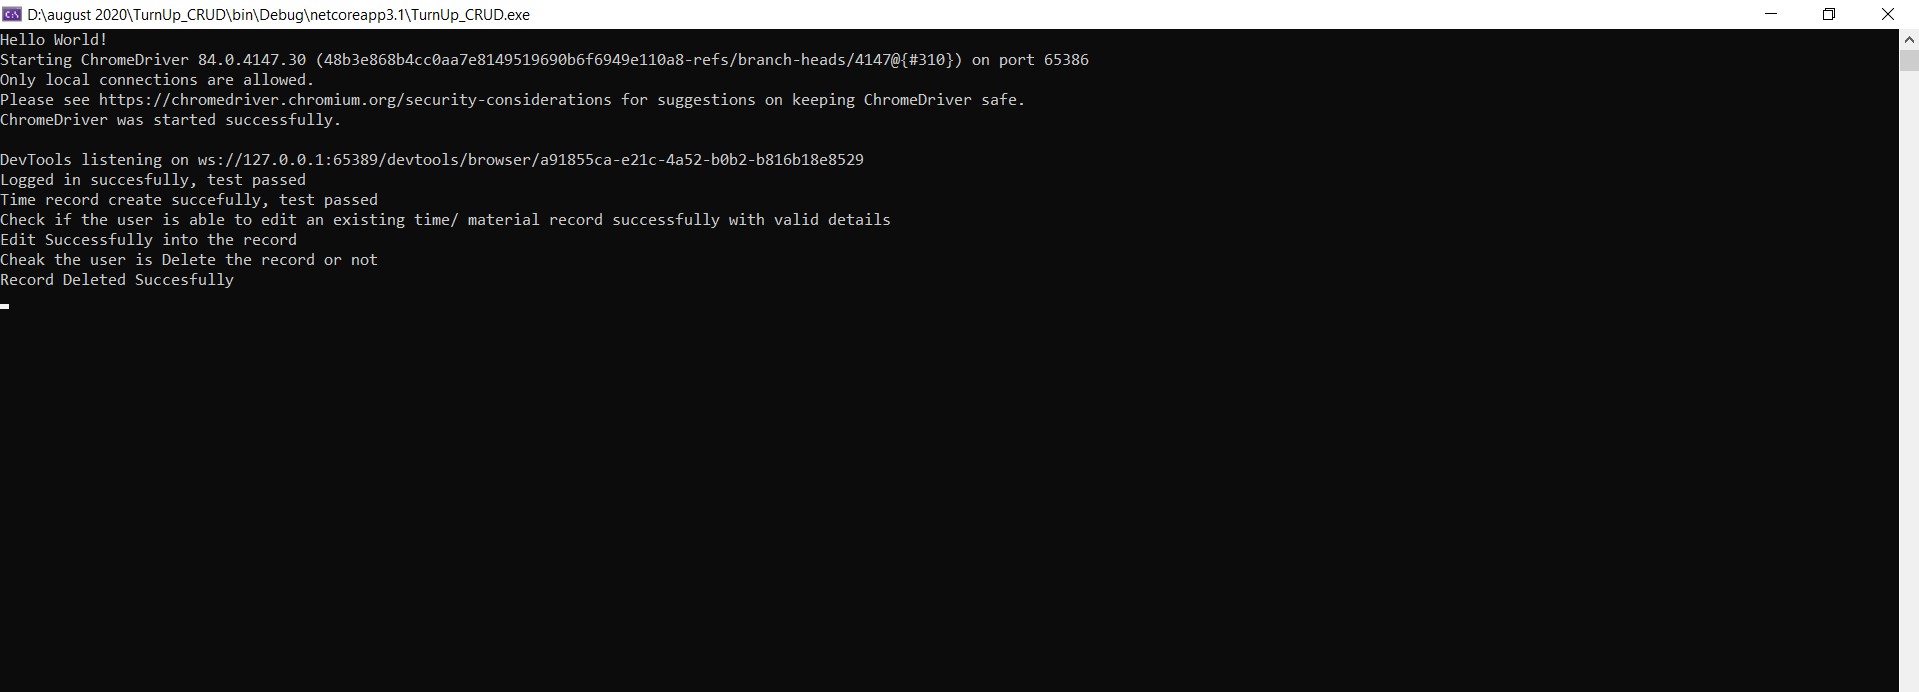 D:\august 2020\TurnUp_CRUD\bin\Debug\netcoreapp3.1\TurnUp_CRUD.exe
Hello World!
Starting ChromeDriver 84.0.4147.30 (48b3e868b4cc0aa7e8149519690b6f6949e110a8-refs/branch-heads/4147@{#310}) on port 65386
Only local connections are allowed.
Please see https://chromedriver.chromium.org/security-considerations for suggestions on keeping ChromeDriver safe.
ChromeDriver was started successfully.
DevTools listening on ws://127.0.0.1:65389/devtools/browser/a91855ca-e21c-4a52-b0b2-b816b18e8529
Logged in succesfully, test passed
Time record create succefully, test passed
Check if the user is able to edit an existing time/ material record successfully with valid details
Edit Successfully into the record
Cheak the user is Delete the record or not
Record Deleted Succesfully